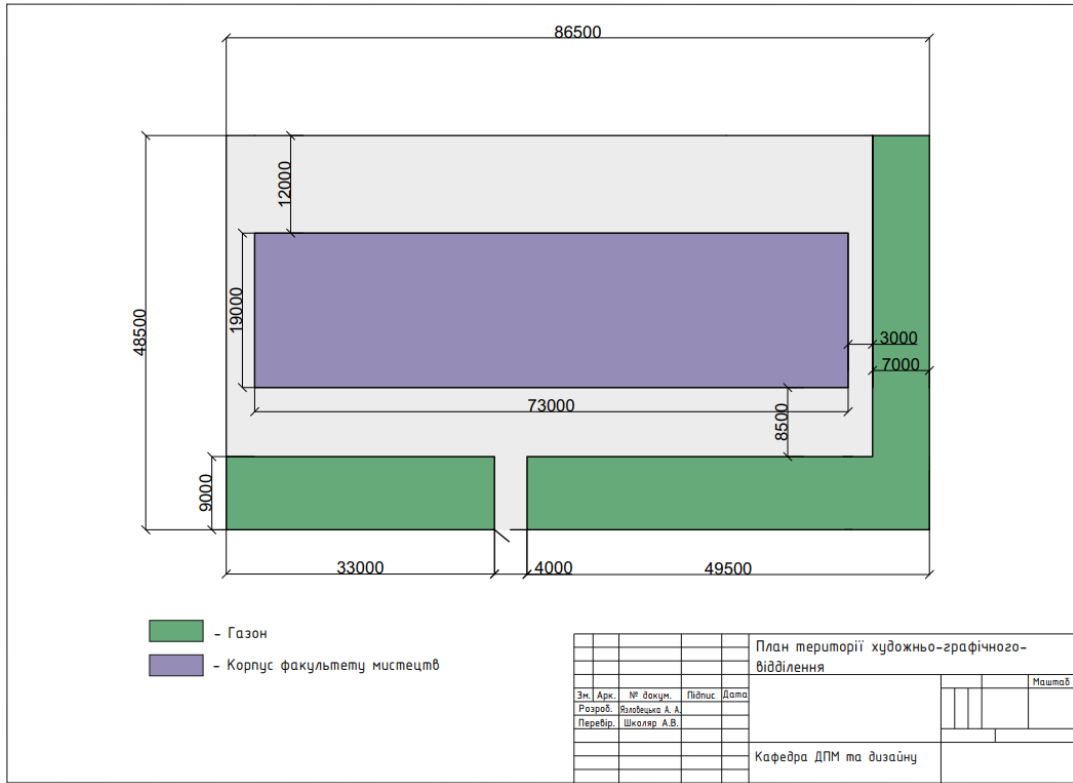 86500
12000
19000
48500
3000
7000
73000
8500
9000
33000
4000
49500
- Газон
- Корпус факультету мистецтв
План території художньо-графічного-
відділення
Маштаб
Зм. Арк. № докум. Підпис Дата
Розроб. Язловецька А. А.
Перевір. Школяр А.В.
Кафедра ДПМ та дизайну